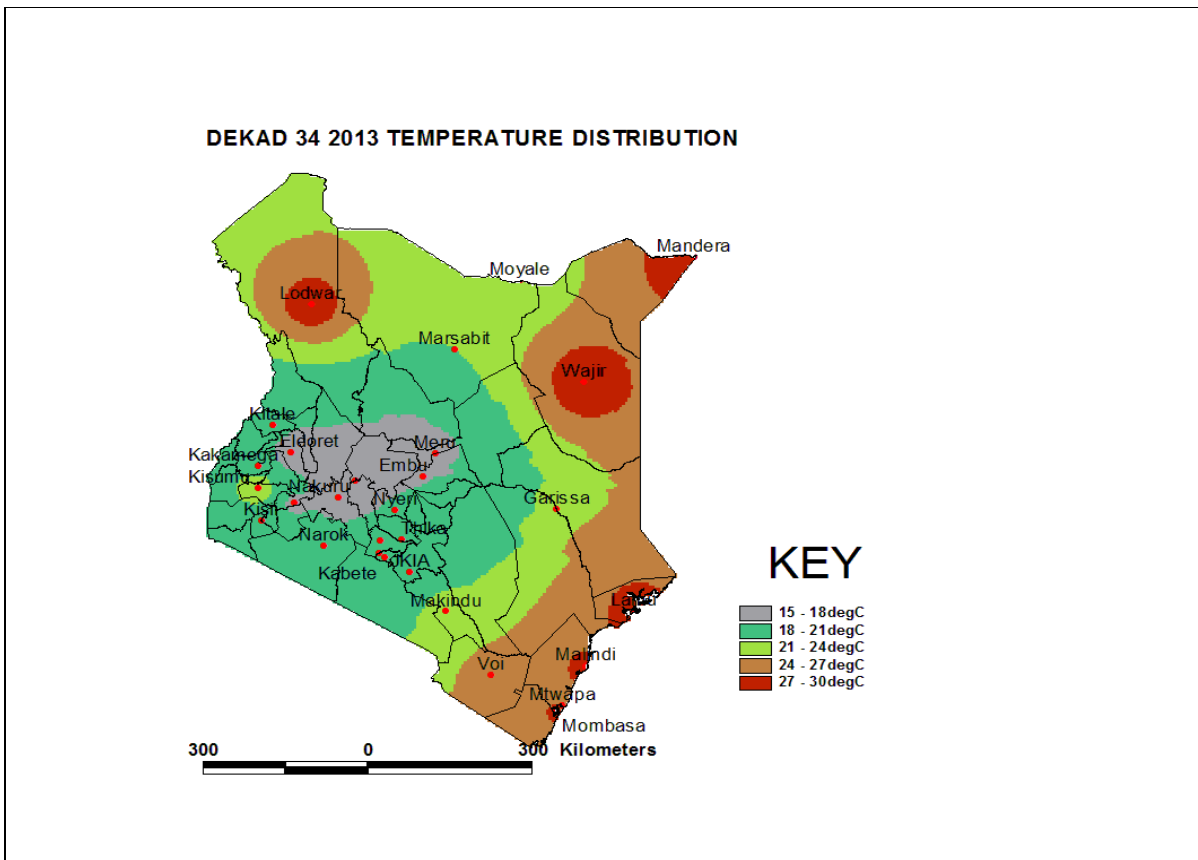 DEKAD 34 2013 TEMPERATURE DISTRIBUTION
Mandera
Moyale
Lodwar
Marsabit
Wajir
Kitale
Eldoret
Meru
Kakamega
Embu
Kisumu
Nakuru
Nyeri
Garissa
Kisii
Narok
Thika
Kabete
JKIA
Makindu
Lamu
Malindi
Voi
Mtwapa
Mombasa
KEY
15 - 18degC
18 - 21degC
21 - 24degC
24 - 27degC
27 - 30degC
300 0 300 Kilometers